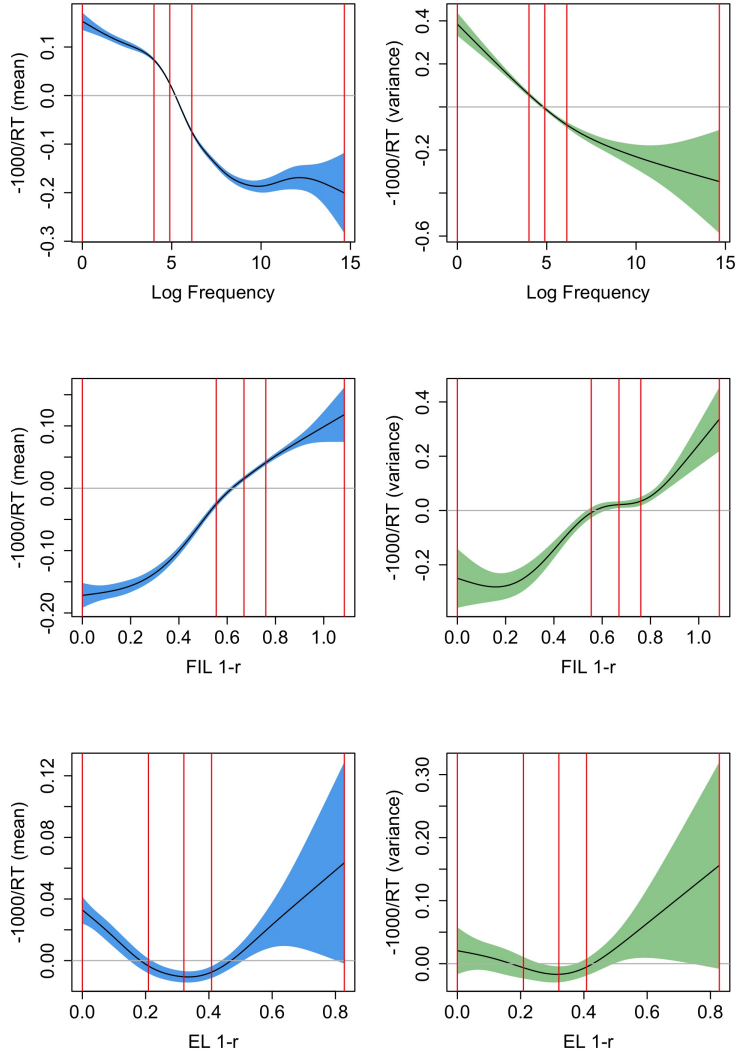 -1000/RT (mean)
0.1
0.0
-0.1
-0.2
-0.3
0 5 10 15
Log Frequency
-1000/RT (variance)
0.4
0.2
-0.2
-0.6
0 5 10 15
Log Frequency
-1000/RT (mean)
0.10
0.00
-0.10
-0.20
0.0 0.2 0.4 0.6 0.8 1.0
FIL 1-r
-1000/RT (variance)
0.4
0.2
0.0
-0.2
0.0 0.2 0.4 0.6 0.8 1.0
FIL 1-r
-1000/RT (mean)
0.12
0.08
0.04
0.00
0.0 0.2 0.4 0.6 0.8
EL 1-r
-1000/RT (variance)
0.30
0.20
0.10
0.00
0.0 0.2 0.4 0.6 0.8
EL 1-r